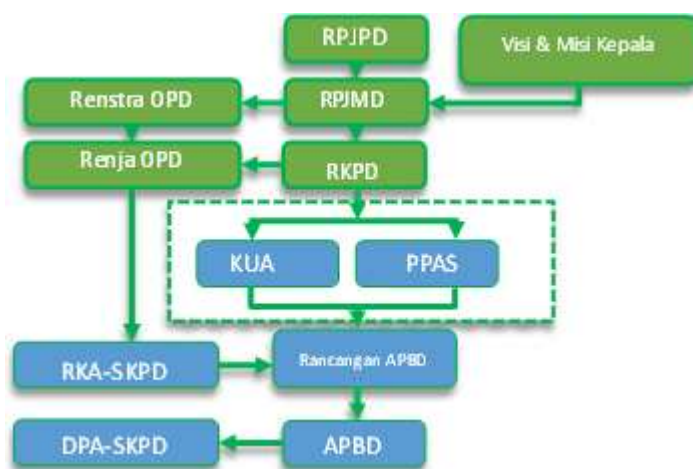 RPJPD
Visi & Misi Kepala
Renstra OPD
RPJMD
Renja OPD
RKPD
KUA
PPAS
RKA-SKPD
Rancangan APBD
DPA-SKPD
APBD